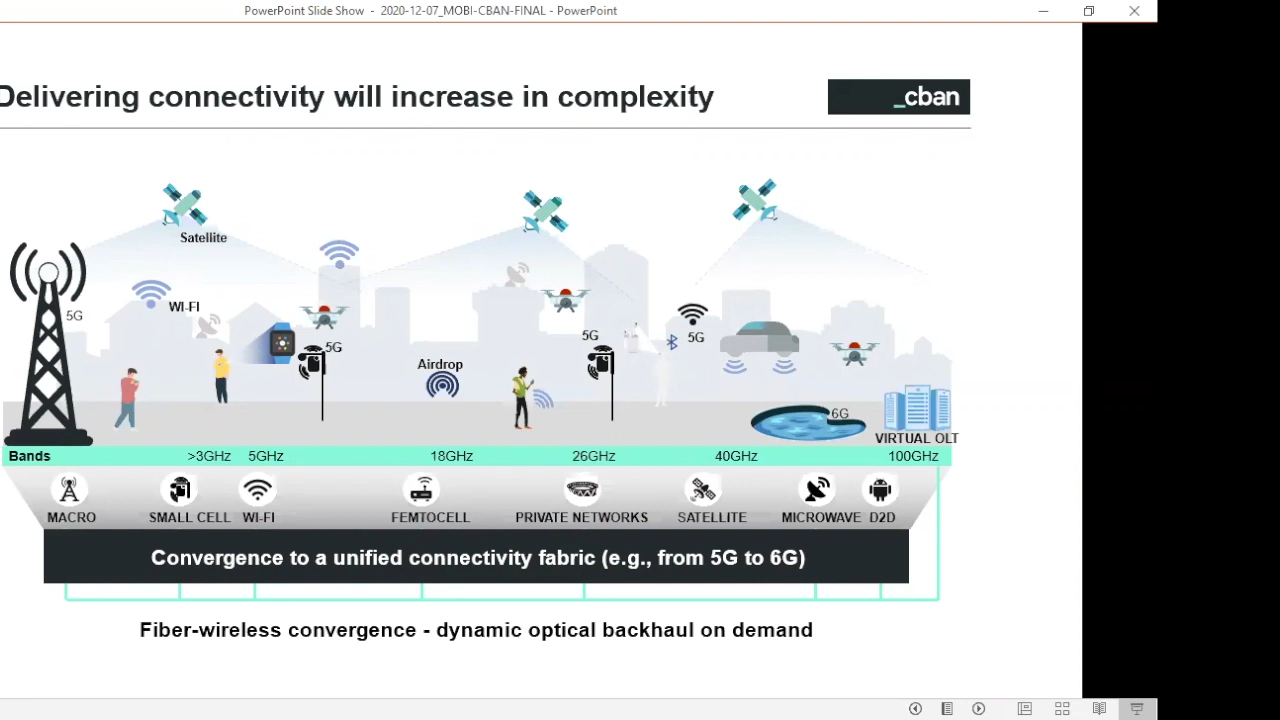 PowerPoint Slide Show - 2020-12-07_MOBI-CBAN-FINAL - PowerPoint
Delivering connectivity will increase in complexity
_cban
Satellite
5G
WI-FI
5G
Airdrop
5G
5G
6G
VIRTUAL OLT
Bands >3GHz 5GHz 18GHz 26GHz 40GHz 100GHz
MACRO SMALL CELL WI-FI FEMTOCELL PRIVATE NETWORKS SATELLITE MICROWAVE D2D
Convergence to a unified connectivity fabric (e.g., from 5G to 6G)
Fiber-wireless convergence - dynamic optical backhaul on demand